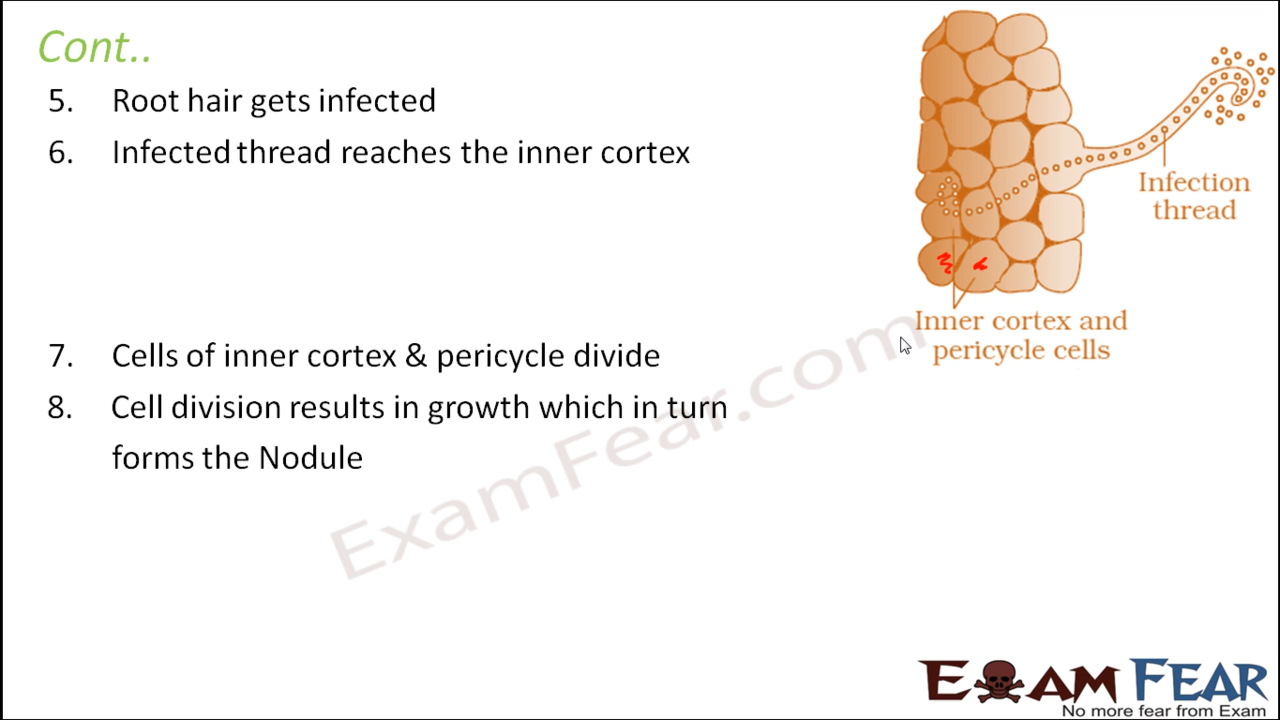 Cont..
5. Root hair gets infected
6. Infected thread reaches the inner cortex
Infection
thread
Inner cortex and
pericycle cells
7. Cells of inner cortex & pericycle divide
8. Cell division results in growth which in turn
forms the Nodule
ExamFear.com
EXAM FEAR
No more fear from Exam